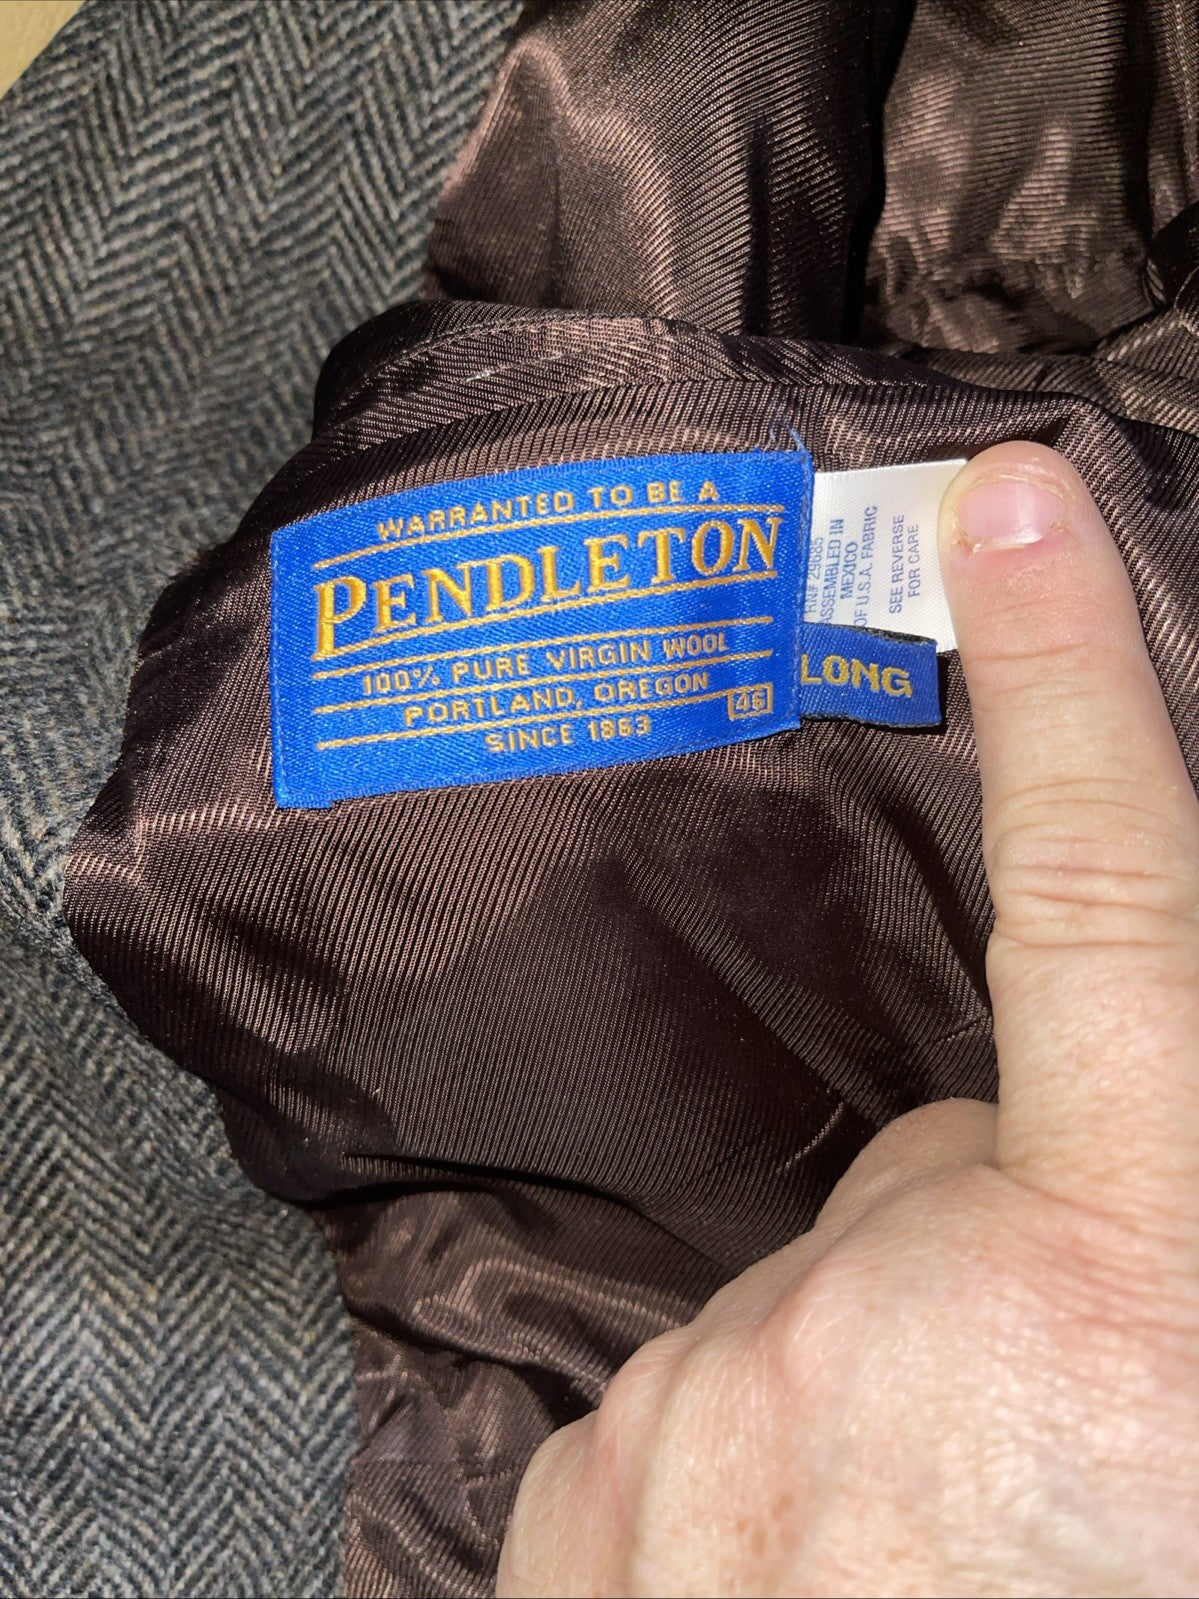 WARRANTED TO BE A
PENDLETON
100% PURE VIRGIN WOOL
PORTLAND, OREGON
46
SINCE 1863
RN# 29685
ASSEMBLED IN
MEXICO
OF U.S.A. FABRIC
SEE REVERSE
FOR CARE
LONG